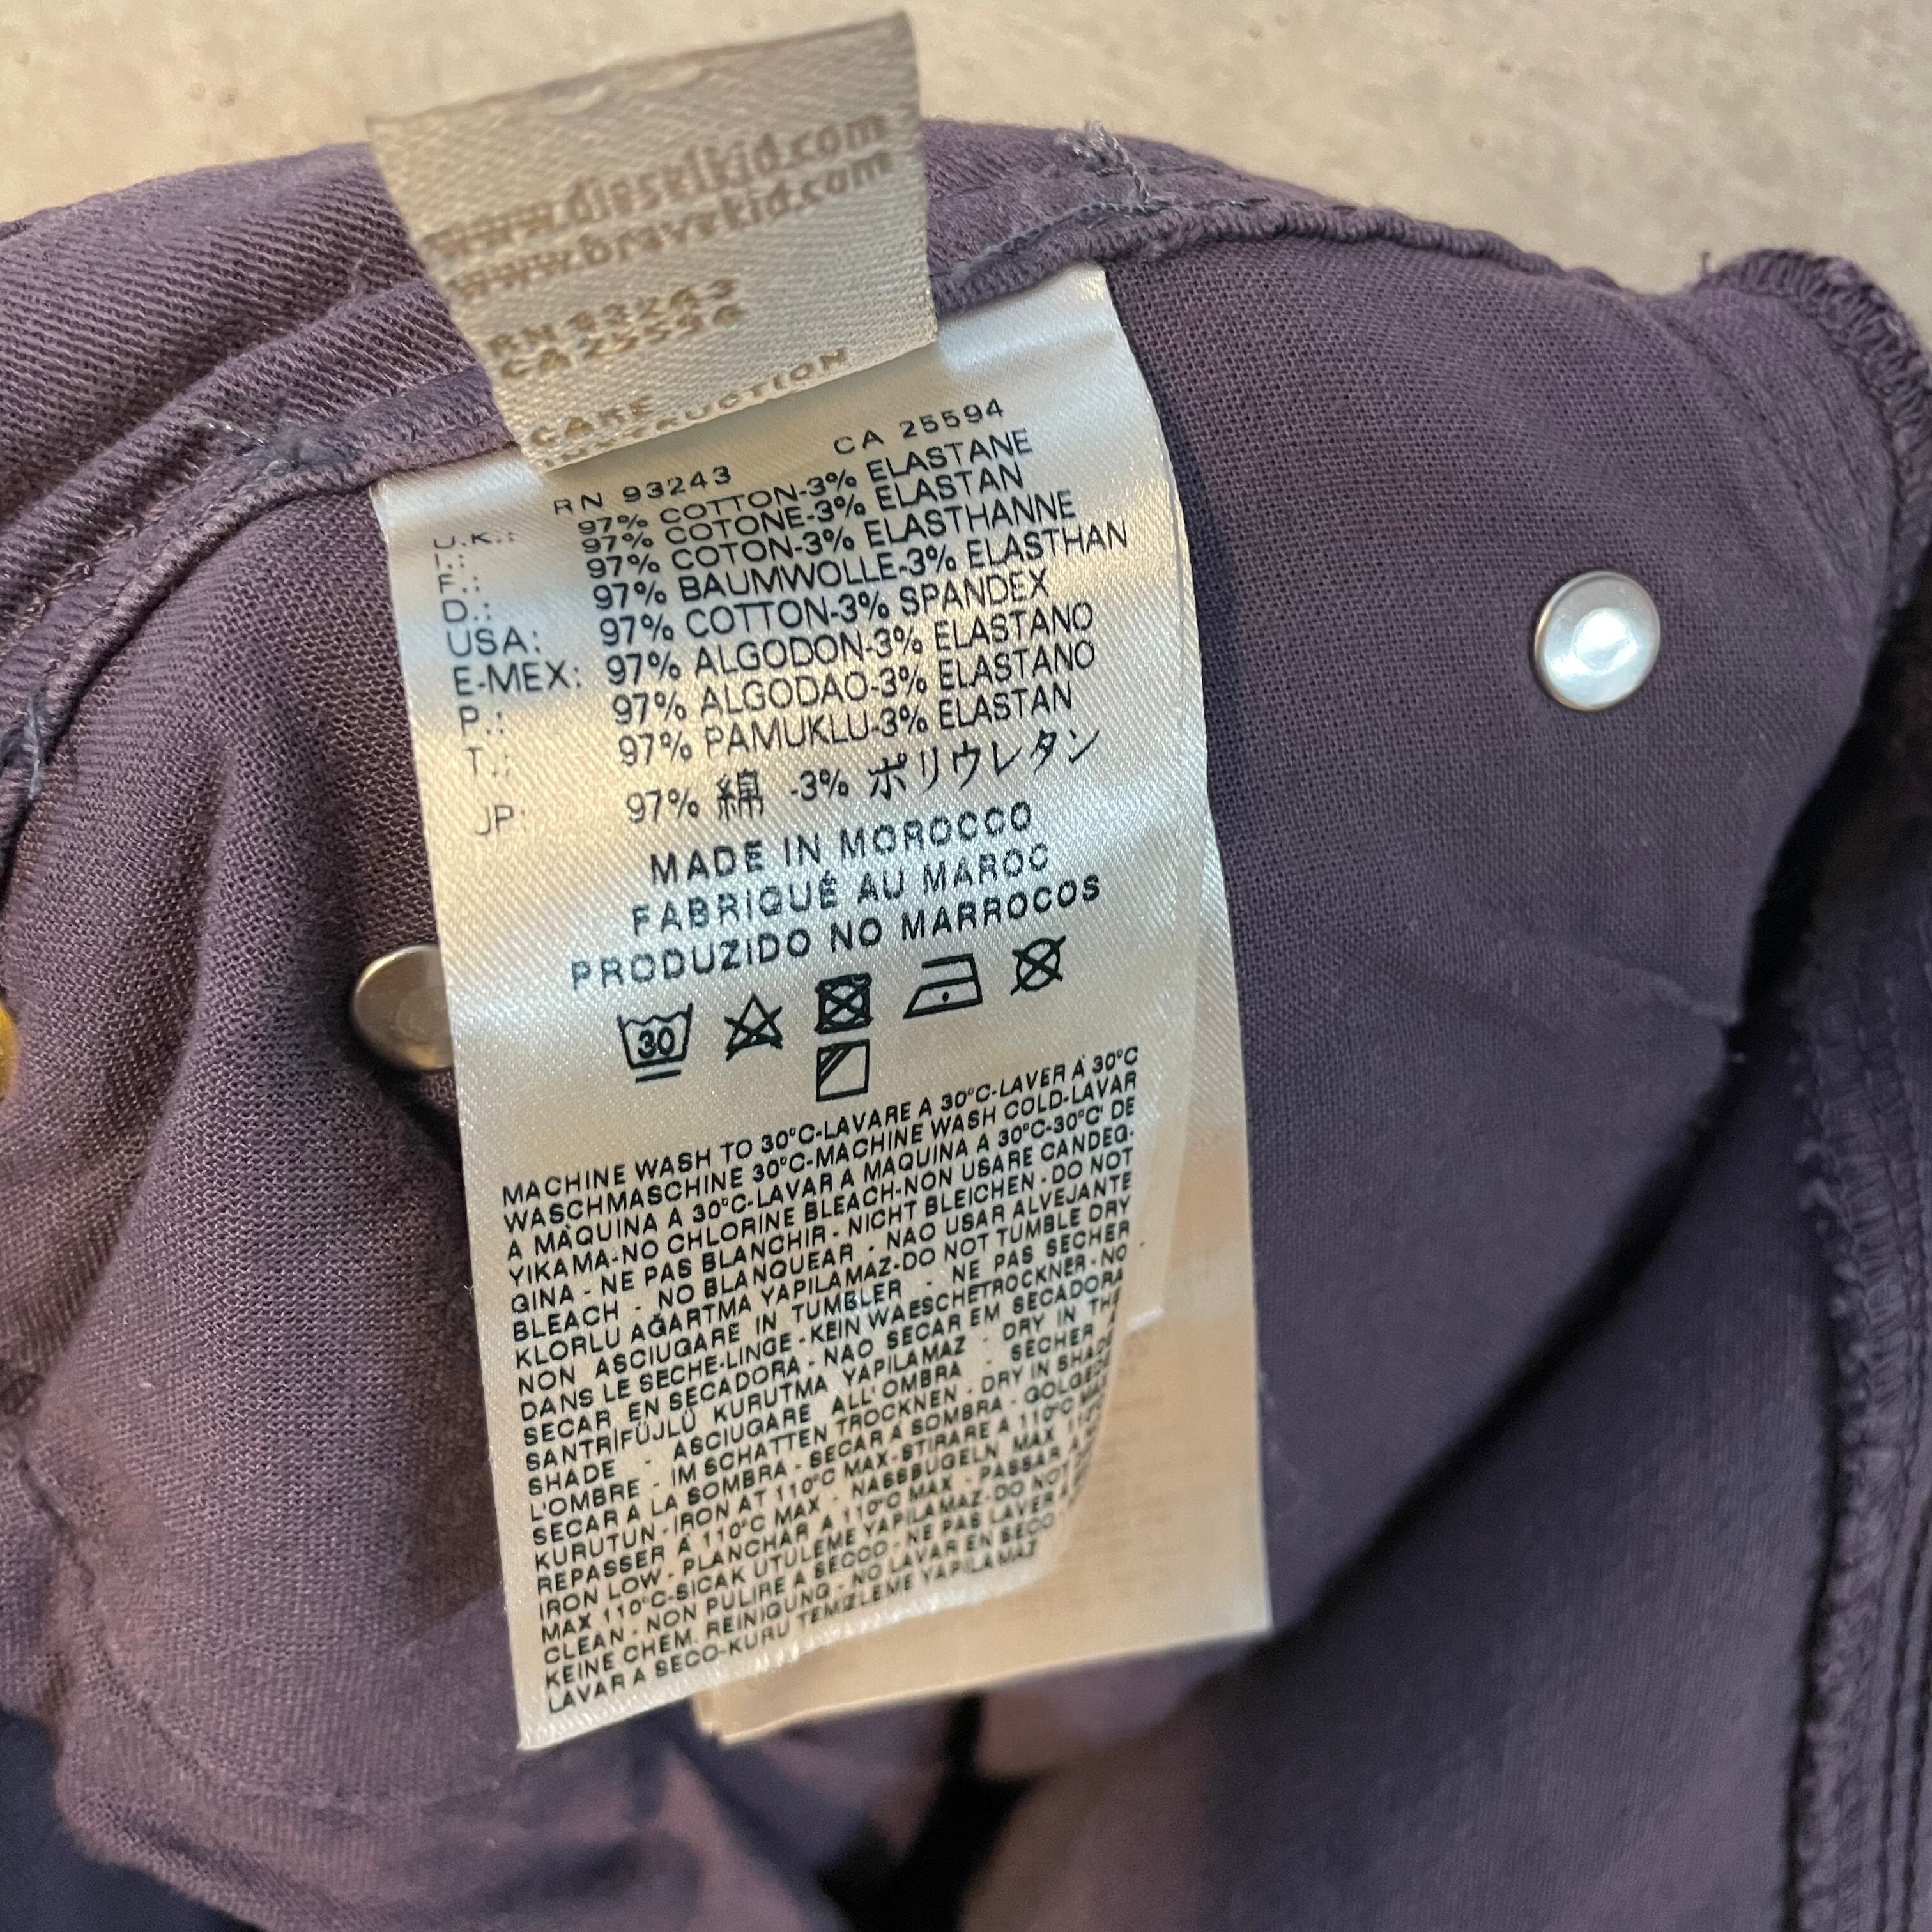 www.dieselkid.com
www.bravekid.com
RN 93243
CA 25594
CARE
INSTRUCTION
RN 93243 CA 25594
U.K.: 97% COTTON-3% ELASTANE
I.: 97% COTONE-3% ELASTAN
F.: 97% COTON-3% ELASTHANNE
D.: 97% BAUMWOLLE-3% ELASTHAN
USA: 97% COTTON-3% SPANDEX
E-MEX: 97% ALGODON-3% ELASTANO
P.: 97% ALGODAO-3% ELASTANO
T.: 97% PAMUKLU-3% ELASTAN
JP: 97% 綿 -3% ポリウレタン
MADE IN MOROCCO
FABRIQUÉ AU MAROC
PRODUZIDO NO MARROCOS
30
MACHINE WASH TO 30°C-LAVARE A 30°C-LAVER À 30°C
WASCHMASCHINE 30°C-MACHINE WASH COLD-LAVAR
A MÀQUINA A 30°C-LAVAR A MAQUINA A 30°C-30°C' DE
YIKAMA-NO CHLORINE BLEACH-NON USARE CANDEG-
GINA - NE PAS BLANCHIR - NICHT BLEICHEN - DO NOT
BLEACH - NO BLANQUEAR - NAO USAR ALVEJANTE
KLORLU AĞARTMA YAPILAMAZ-DO NOT TUMBLE DRY
NON ASCIUGARE IN TUMBLER - NE PAS SECHER
DANS LE SECHE-LINGE - KEIN WAESCHETROCKNER - NO
SECAR EN SECADORA - NAO SECAR EM SECADORA
SANTRİFÜJLÜ KURUTMA YAPILAMAZ - DRY IN THE
SHADE - ASCIUGARE ALL' OMBRA - SÉCHER À
L'OMBRE - IM SCHATTEN TROCKNEN - DRY IN SHADE
SECAR A LA SOMBRA - SECAR A SOMBRA - GOLGEDE
KURUTUN - IRON AT 110°C MAX-STIRARE A 110°C MAX
REPASSER À 110°C MAX - NASSBUGELN MAX 110°C
IRON LOW - PLANCHAR A 110°C MAX - PASSAR A
MAX 110°C-SICAK UTULEME YAPILAMAZ-DO NOT
CLEAN - NON PULIRE A SECCO - NE PAS LAVER A
KEINE CHEM. REINIGUNG - NO LAVAR EN SECO
LAVAR A SECO-KURU TEMIZLEME YAPILAMAZ